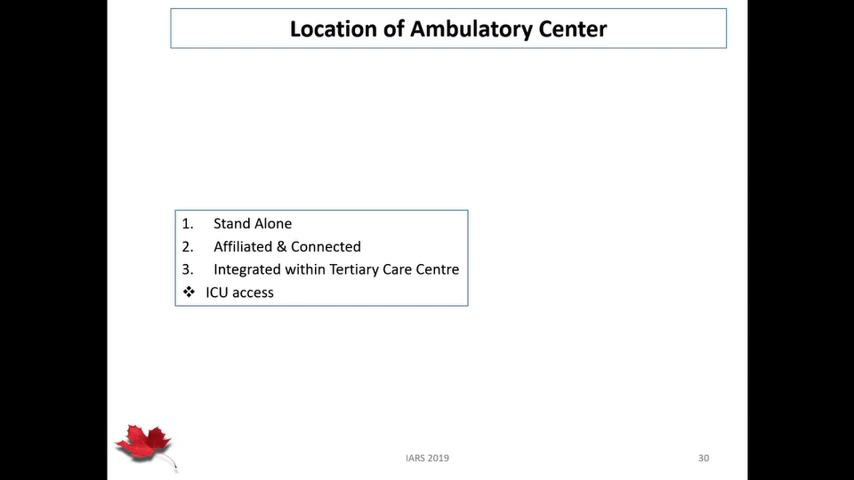 Location of Ambulatory Center
1. Stand Alone
2. Affiliated & Connected
3. Integrated within Tertiary Care Centre
❖ ICU access
IARS 2019
30